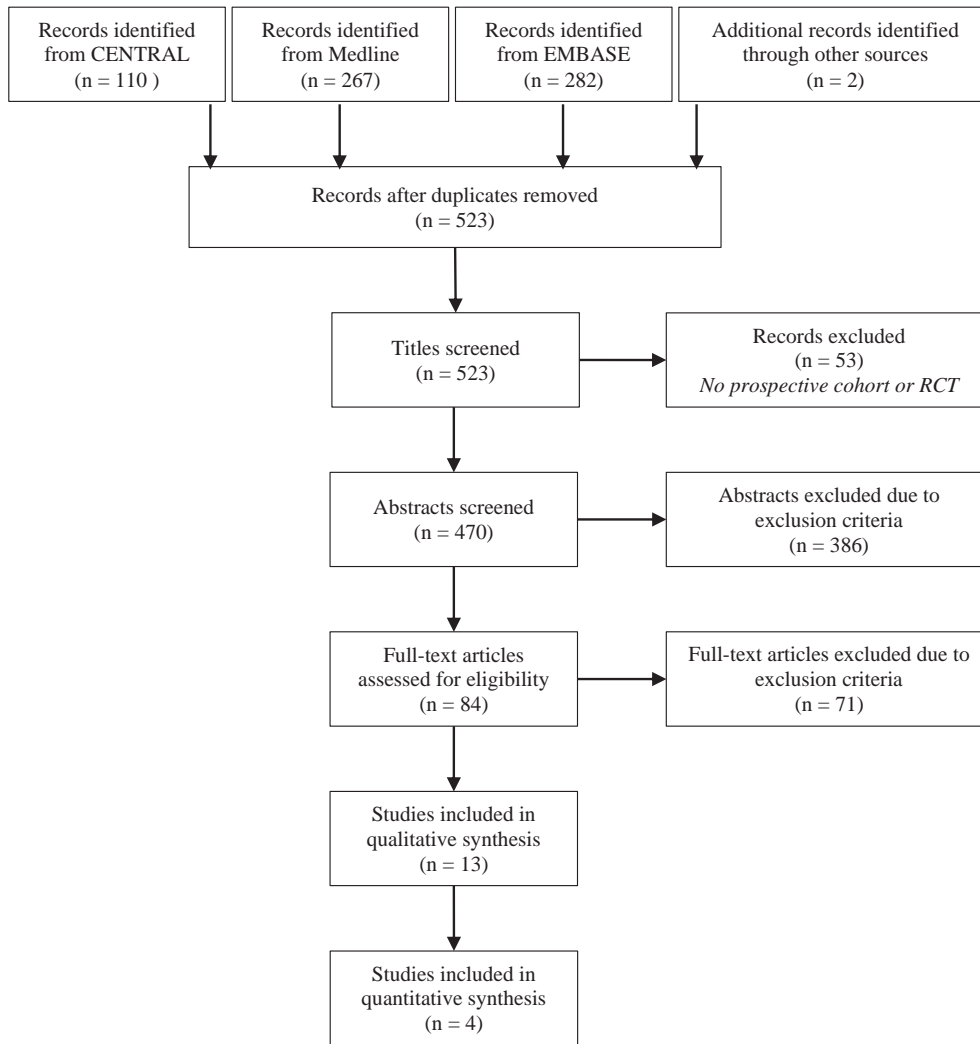 Records identified
from CENTRAL
(n = 110 )
Records identified
from Medline
(n = 267)
Records identified
from EMBASE
(n = 282)
Additional records identified
through other sources
(n = 2)
Records after duplicates removed
(n = 523)
Titles screened
(n = 523)
Records excluded
(n = 53)
No prospective cohort or RCT
Abstracts screened
(n = 470)
Abstracts excluded due to
exclusion criteria
(n = 386)
Full-text articles
assessed for eligibility
(n = 84)
Full-text articles excluded due to
exclusion criteria
(n = 71)
Studies included in
qualitative synthesis
(n = 13)
Studies included in
quantitative synthesis
(n = 4)